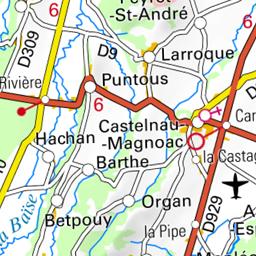 -St-André
6
D309
D9
Larroque
6
Rivière
Puntous
6
Castelnau
-Magnoac
Hachan
Barthe
la Castag
Organ
Betpouy
la Baïse
la Pipe
D929